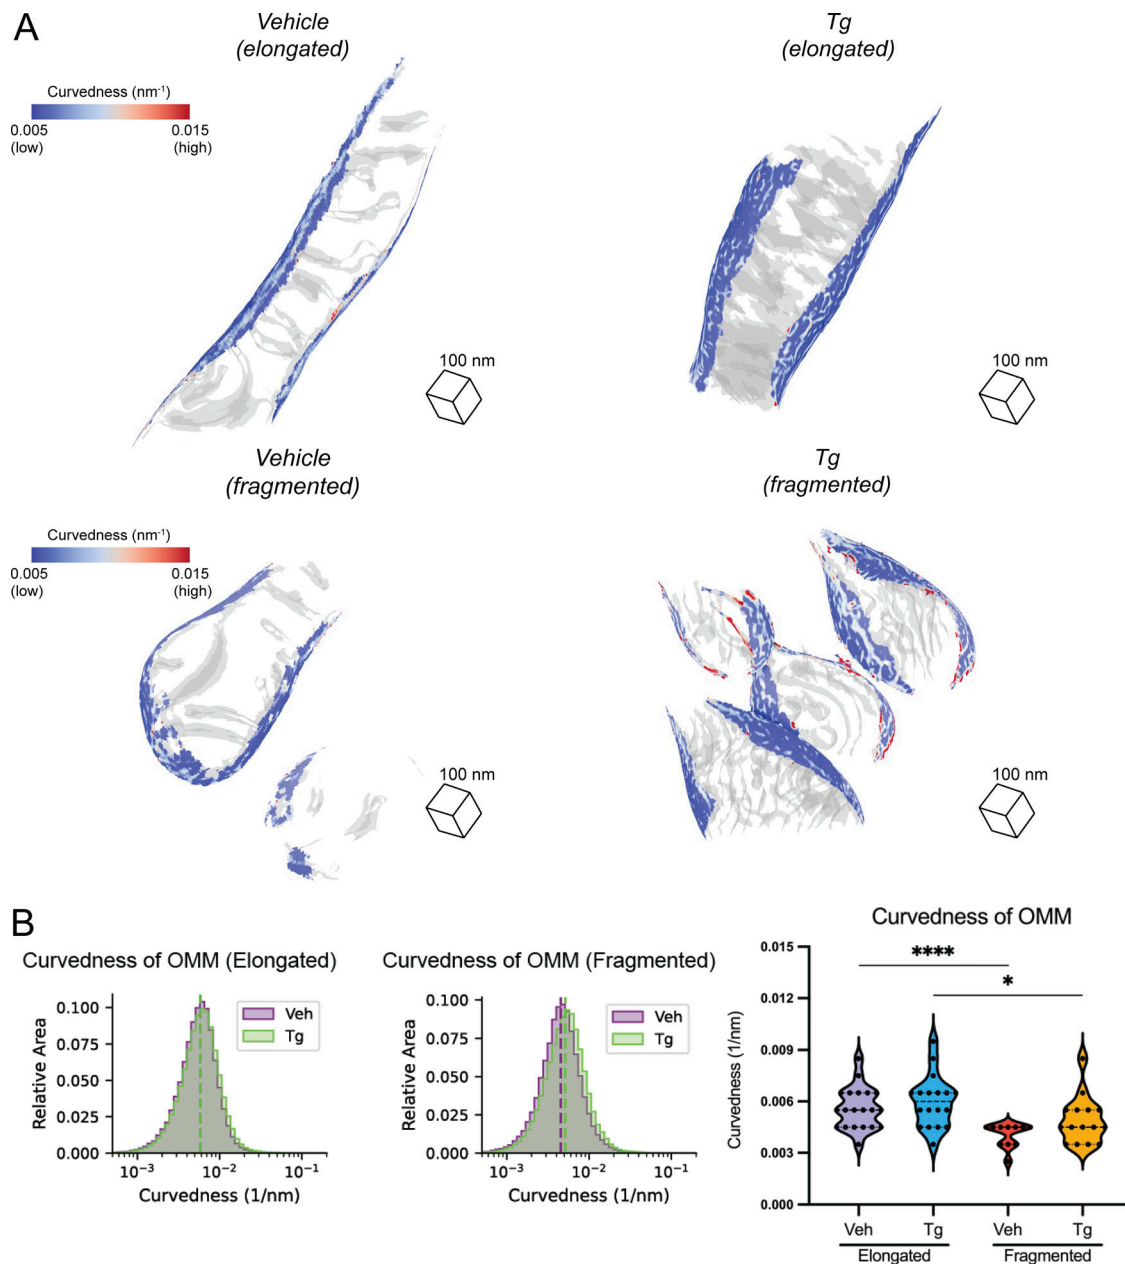 A
Vehicle
(elongated)
Tg
(elongated)
Curvedness (nm⁻¹)
0.005
0.015
(low)
(high)
100 nm
100 nm
Vehicle
(fragmented)
Tg
(fragmented)
Curvedness (nm⁻¹)
0.005
0.015
(low)
(high)
100 nm
100 nm
B
Curvedness of OMM (Elongated)
0.100
0.075
0.050
0.025
0.000
Relative Area
Veh
Tg
10⁻³
10⁻²
10⁻¹
Curvedness (1/nm)
Curvedness of OMM (Fragmented)
0.100
0.075
0.050
0.025
0.000
Relative Area
Veh
Tg
10⁻³
10⁻²
10⁻¹
Curvedness (1/nm)
Curvedness of OMM
0.015
0.012
0.009
0.006
0.003
0.000
Curvedness (1/nm)
****
*
Veh
Tg
Veh
Tg
Elongated
Fragmented